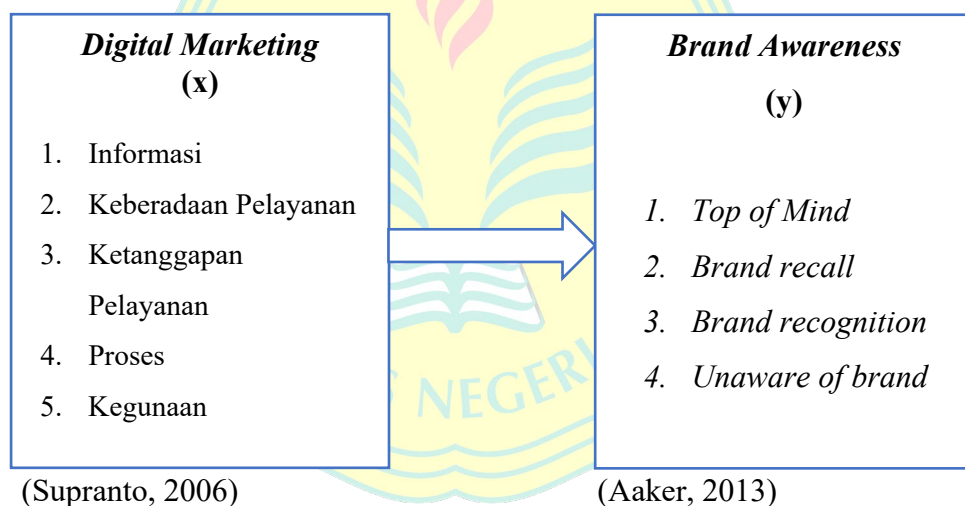 Digital Marketing
(x)
1. Informasi
2. Keberadaan Pelayanan
3. Ketanggapan
Pelayanan
4. Proses
5. Kegunaan
(Supranto, 2006)
Brand Awareness
(y)
1. Top of Mind
2. Brand recall
3. Brand recognition
4. Unaware of brand
(Aaker, 2013)
S NEGERI